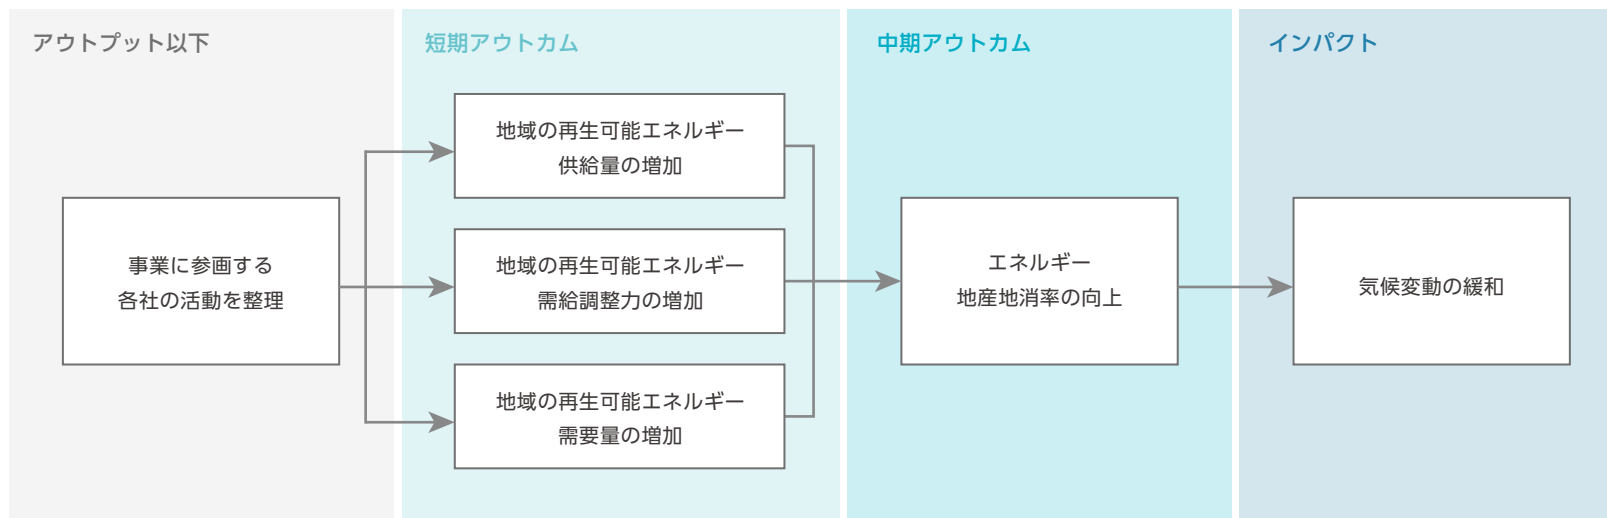 アウトプット以下
短期アウトカム
中期アウトカム
インパクト
事業に参画する
各社の活動を整理
地域の再生可能エネルギー
供給量の増加
地域の再生可能エネルギー
需給調整力の増加
地域の再生可能エネルギー
需要量の増加
エネルギー
地産地消率の向上
気候変動の緩和